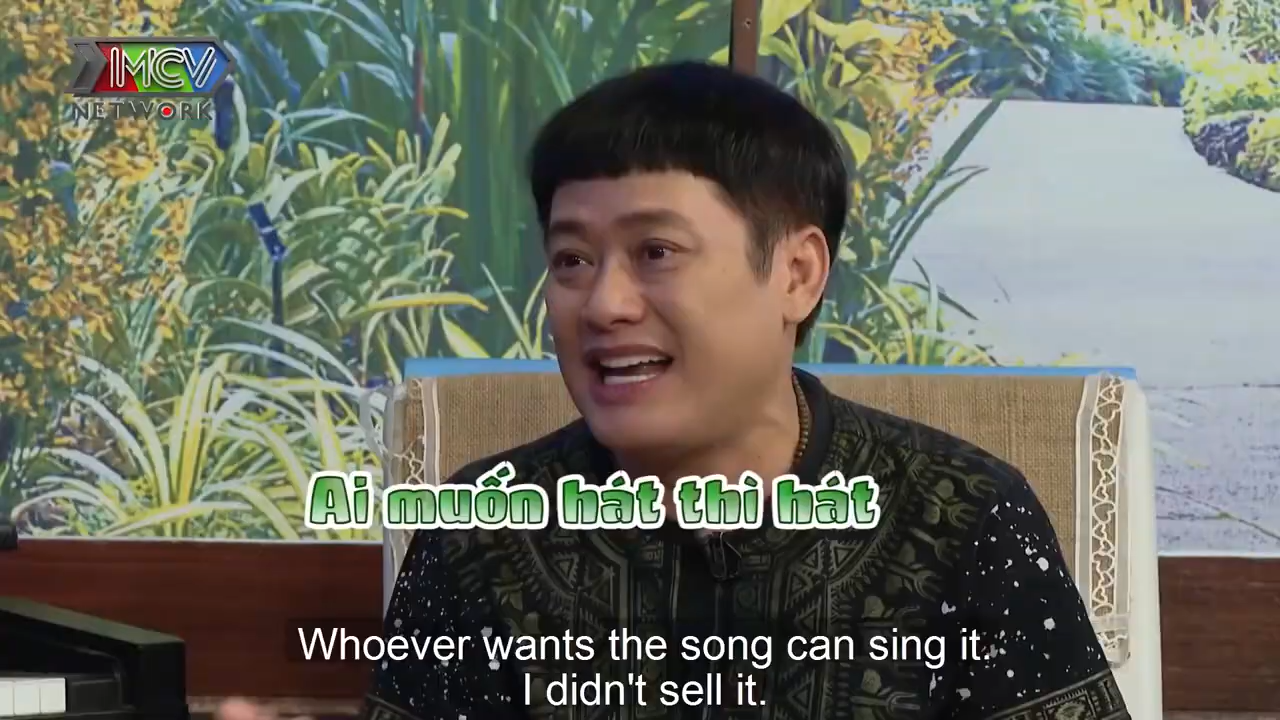 MCV
NETWORK
Ai muốn hát thì hát
Whoever wants the song can sing it.
I didn't sell it.